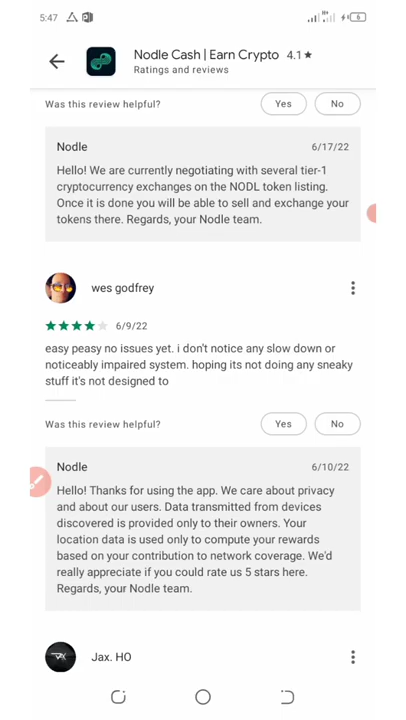 5:47
Nodle Cash | Earn Crypto 4.1★
Ratings and reviews
Was this review helpful? Yes No
Nodle 6/17/22
Hello! We are currently negotiating with several tier-1
cryptocurrency exchanges on the NODL token listing.
Once it is done you will be able to sell and exchange your
tokens there. Regards, your Nodle team.
wes godfrey
6/9/22
easy peasy no issues yet. i don't notice any slow down or
noticeably impaired system. hoping its not doing any sneaky
stuff it's not designed to
Was this review helpful? Yes No
Nodle 6/10/22
Hello! Thanks for using the app. We care about privacy
and about our users. Data transmitted from devices
discovered is provided only to their owners. Your
location data is used only to compute your rewards
based on your contribution to network coverage. We'd
really appreciate if you could rate us 5 stars here.
Regards, your Nodle team.
Jax. HO